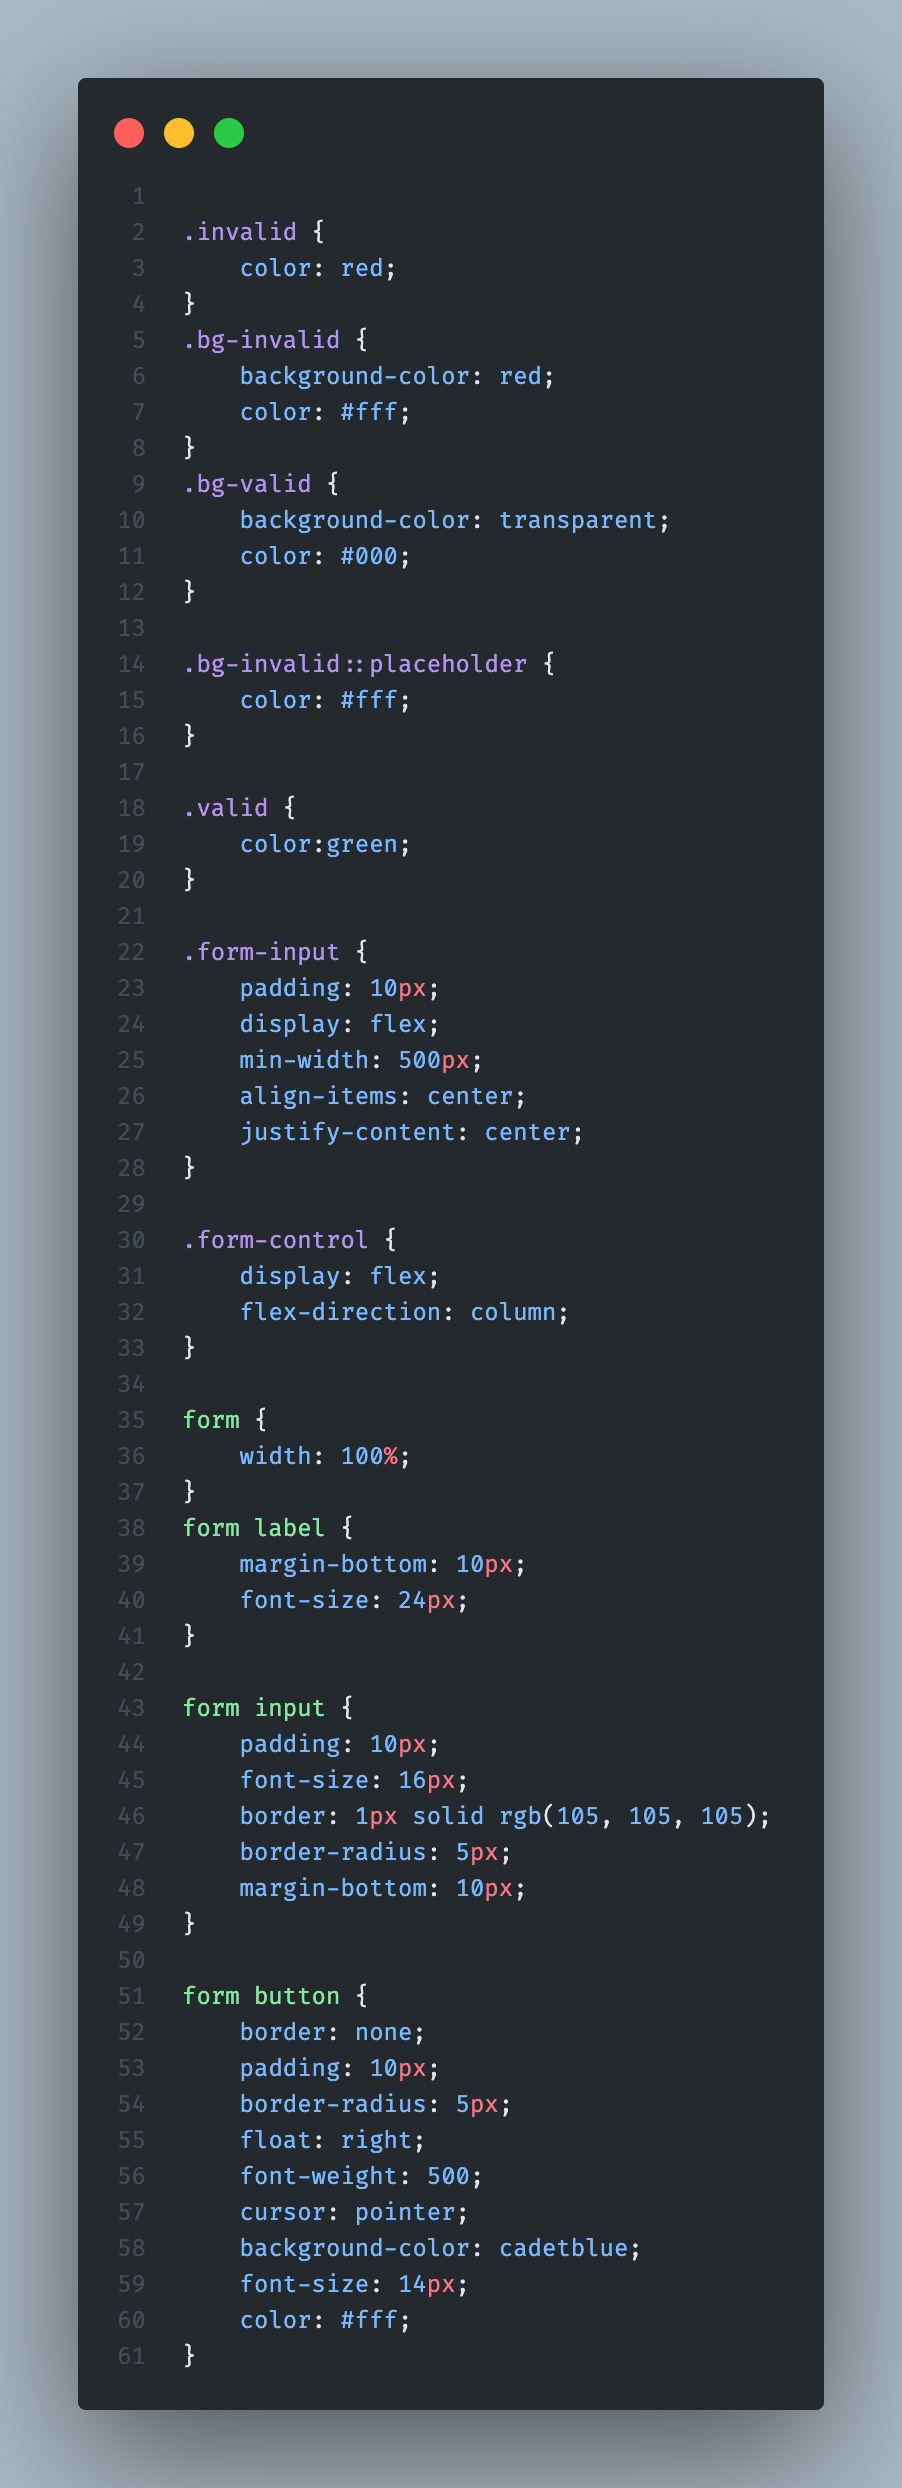 1
2 .invalid {
3     color: red;
4 }
5 .bg-invalid {
6     background-color: red;
7     color: #fff;
8 }
9 .bg-valid {
10     background-color: transparent;
11     color: #000;
12 }
13
14 .bg-invalid::placeholder {
15     color: #fff;
16 }
17
18 .valid {
19     color:green;
20 }
21
22 .form-input {
23     padding: 10px;
24     display: flex;
25     min-width: 500px;
26     align-items: center;
27     justify-content: center;
28 }
29
30 .form-control {
31     display: flex;
32     flex-direction: column;
33 }
34
35 form {
36     width: 100%;
37 }
38 form label {
39     margin-bottom: 10px;
40     font-size: 24px;
41 }
42
43 form input {
44     padding: 10px;
45     font-size: 16px;
46     border: 1px solid rgb(105, 105, 105);
47     border-radius: 5px;
48     margin-bottom: 10px;
49 }
50
51 form button {
52     border: none;
53     padding: 10px;
54     border-radius: 5px;
55     float: right;
56     font-weight: 500;
57     cursor: pointer;
58     background-color: cadetblue;
59     font-size: 14px;
60     color: #fff;
61 }